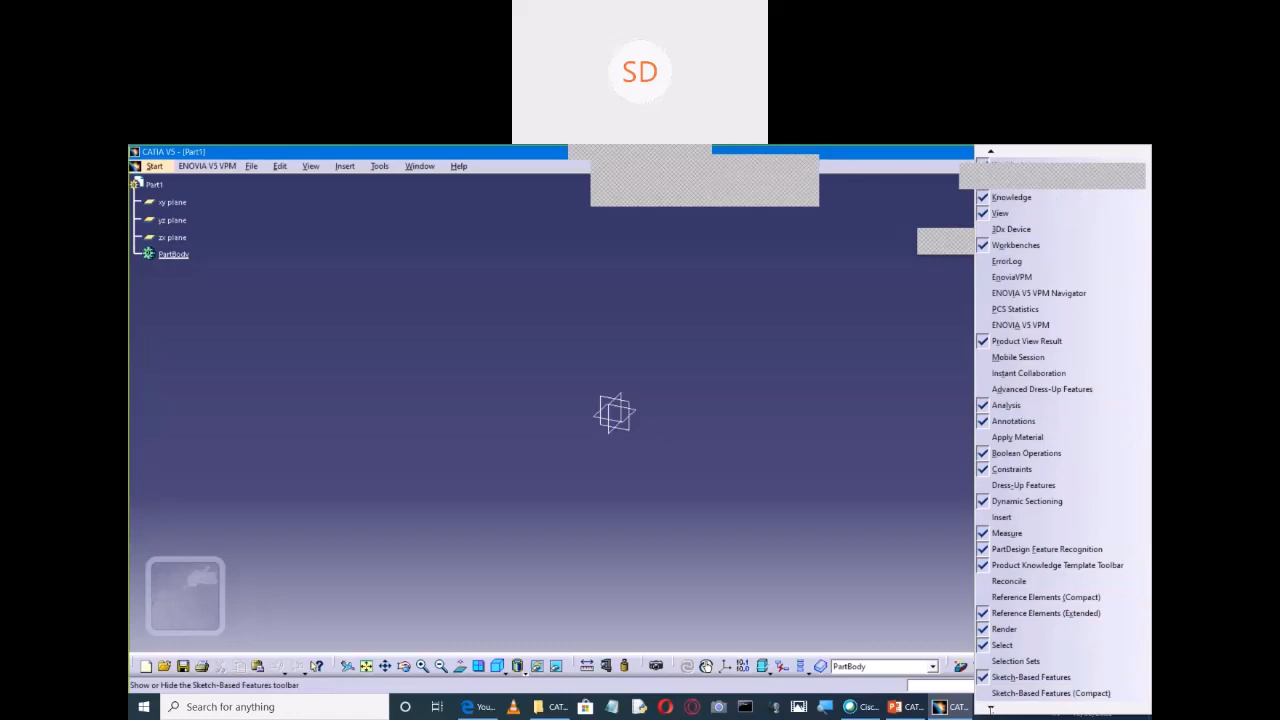 SD
CATIA V5 - [Part1]
Start ENOVIA V5 VPM File Edit View Insert Tools Window Help
Part1
xy plane
yz plane
zx plane
PartBody
Knowledge
View
3Dx Device
Workbenches
ErrorLog
EnoviaVPM
ENOVIA V5 VPM Navigator
PCS Statistics
ENOVIA V5 VPM
Product View Result
Mobile Session
Instant Collaboration
Advanced Dress-Up Features
Analysis
Annotations
Apply Material
Boolean Operations
Constraints
Dress-Up Features
Dynamic Sectioning
Insert
Measure
PartDesign Feature Recognition
Product Knowledge Template Toolbar
Reconcile
Reference Elements (Compact)
Reference Elements (Extended)
Render
Select
Selection Sets
Sketch-Based Features
Sketch-Based Features (Compact)
PartBody
Show or Hide the Sketch-Based Features toolbar
Search for anything
You...
CAT...
Cisc...
CAT...
CAT...